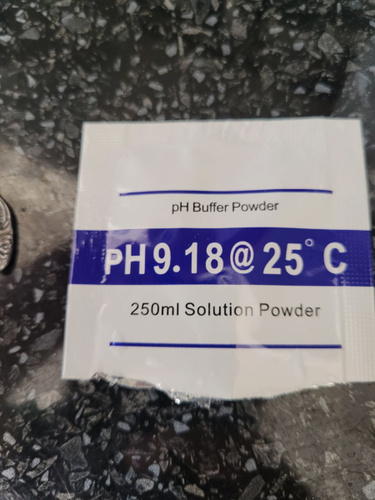 pH Buffer Powder
PH 9.18 @ 25° C
250ml Solution Powder